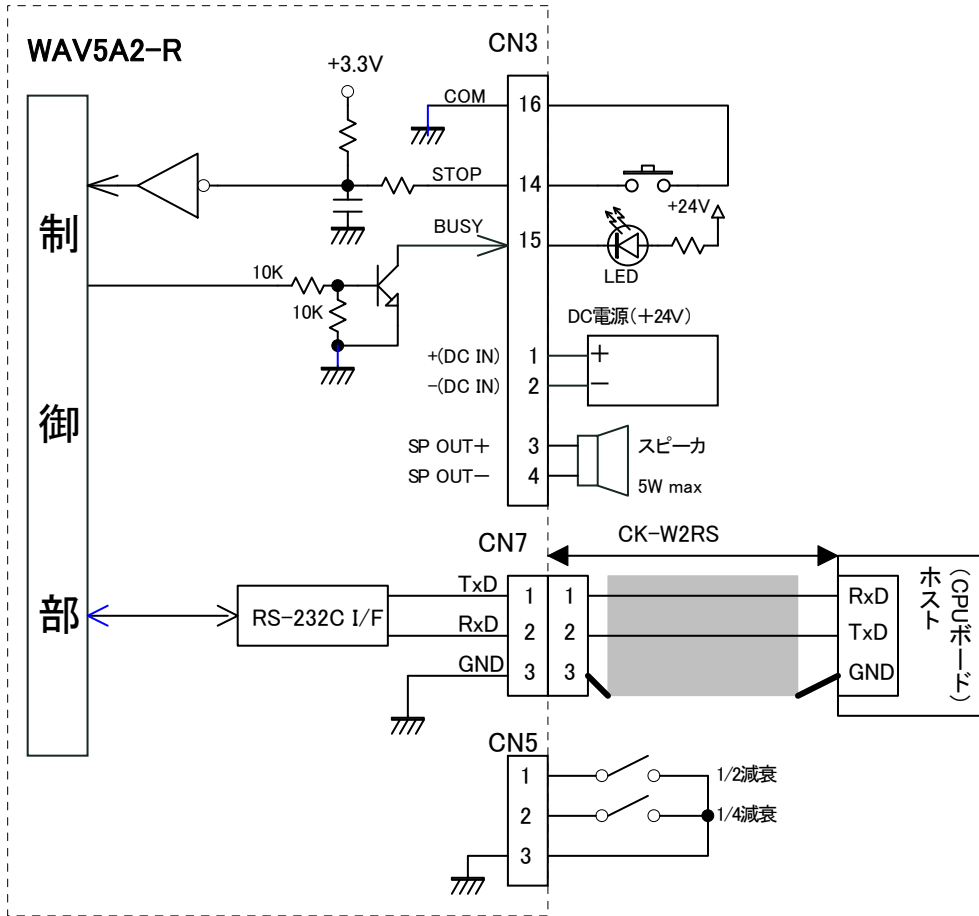 WAV5A2-R
CN3
+3.3V
COM
16
STOP
14
+24V
BUSY
15
LED
10K
10K
DC電源(+24V)
+(DC IN)
1
+
-(DC IN)
2
−
SP OUT+
3
スピーカ
SP OUT−
4
5W max
制御部
CN7
CK-W2RS
TxD
1
1
RxD
RS-232C I/F
RxD
2
2
TxD
GND
3
3
GND
ホスト
(CPUボード)
CN5
1
1/2減衰
2
1/4減衰
3